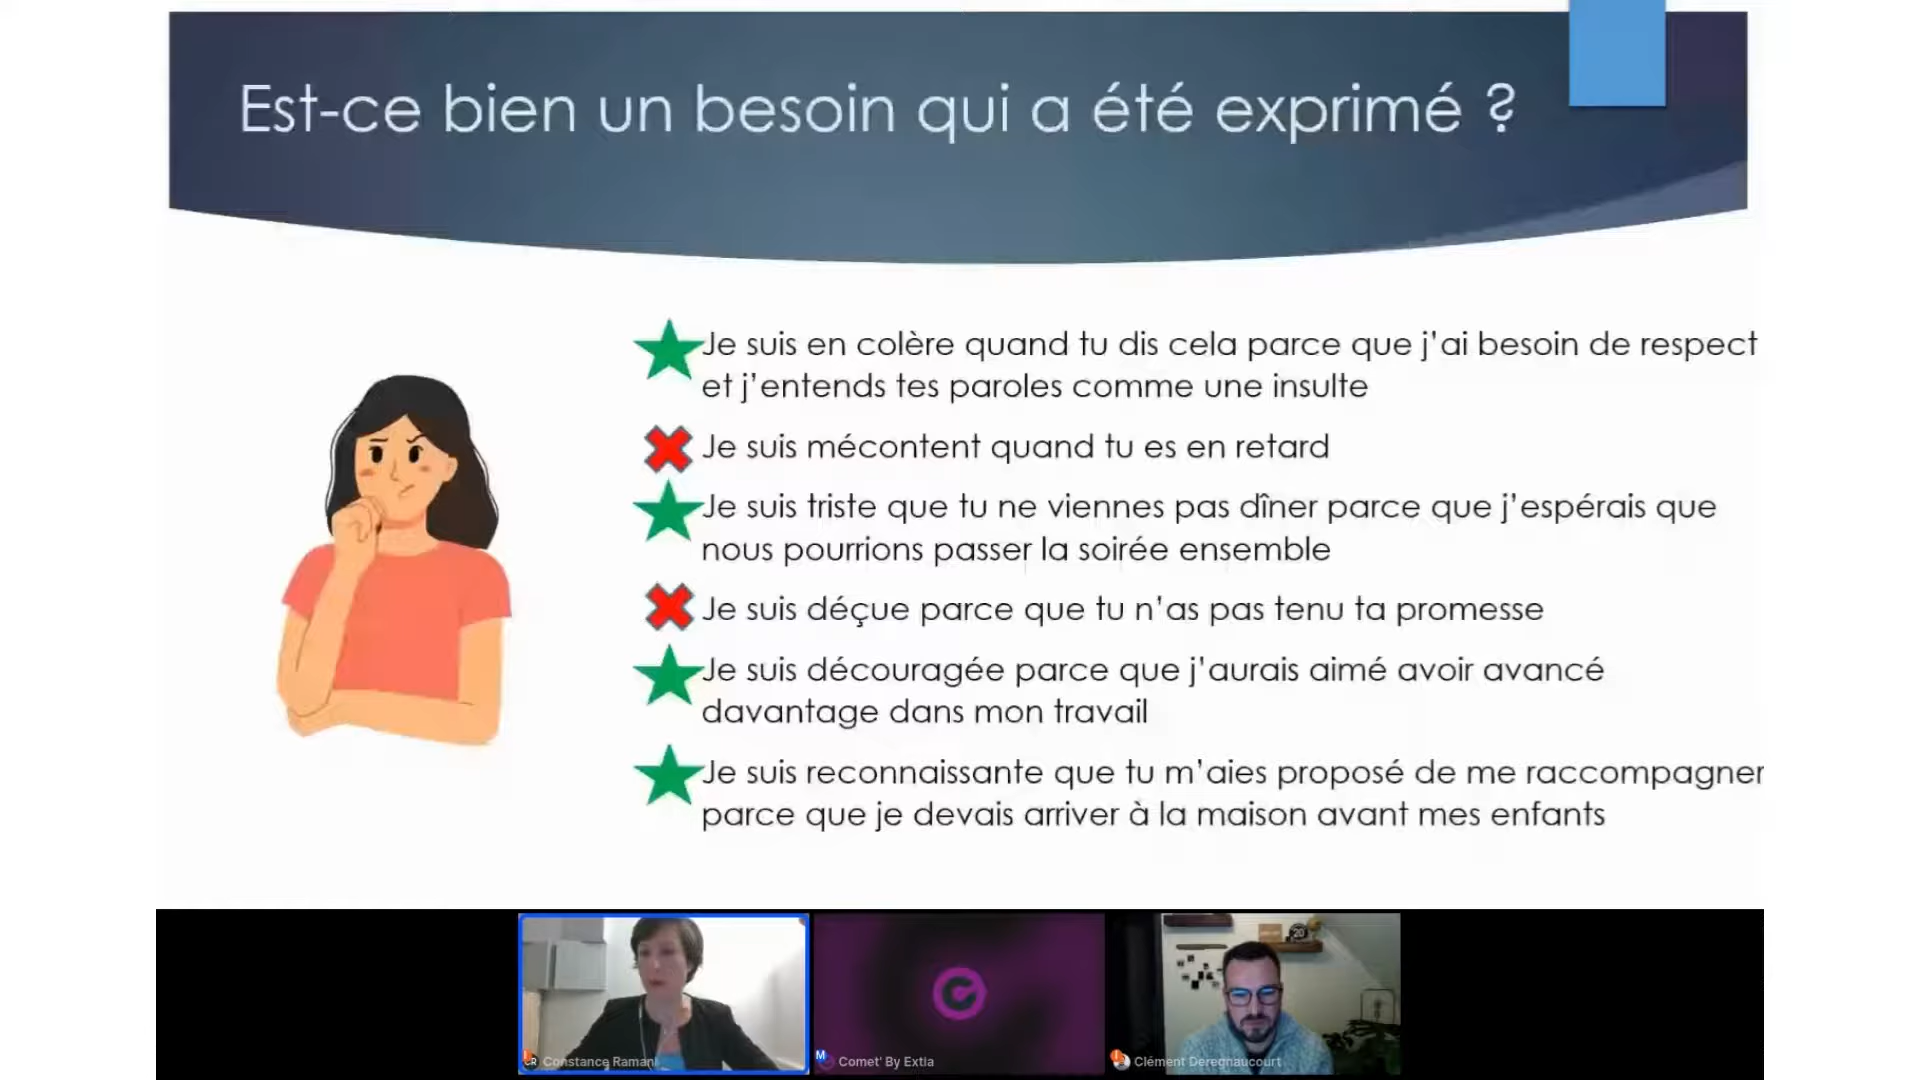 Est-ce bien un besoin qui a été exprimé ?
Je suis en colère quand tu dis cela parce que j'ai besoin de respect
et j'entends tes paroles comme une insulte
Je suis mécontent quand tu es en retard
Je suis triste que tu ne viennes pas dîner parce que j'espérais que
nous pourrions passer la soirée ensemble
Je suis déçue parce que tu n'as pas tenu ta promesse
Je suis découragée parce que j'aurais aimé avoir avancé
davantage dans mon travail
Je suis reconnaissante que tu m'aies proposé de me raccompagner
parce que je devais arriver à la maison avant mes enfants
CR Constance Ramani
M Comet' By Extia
Clément Deregnaucourt
20